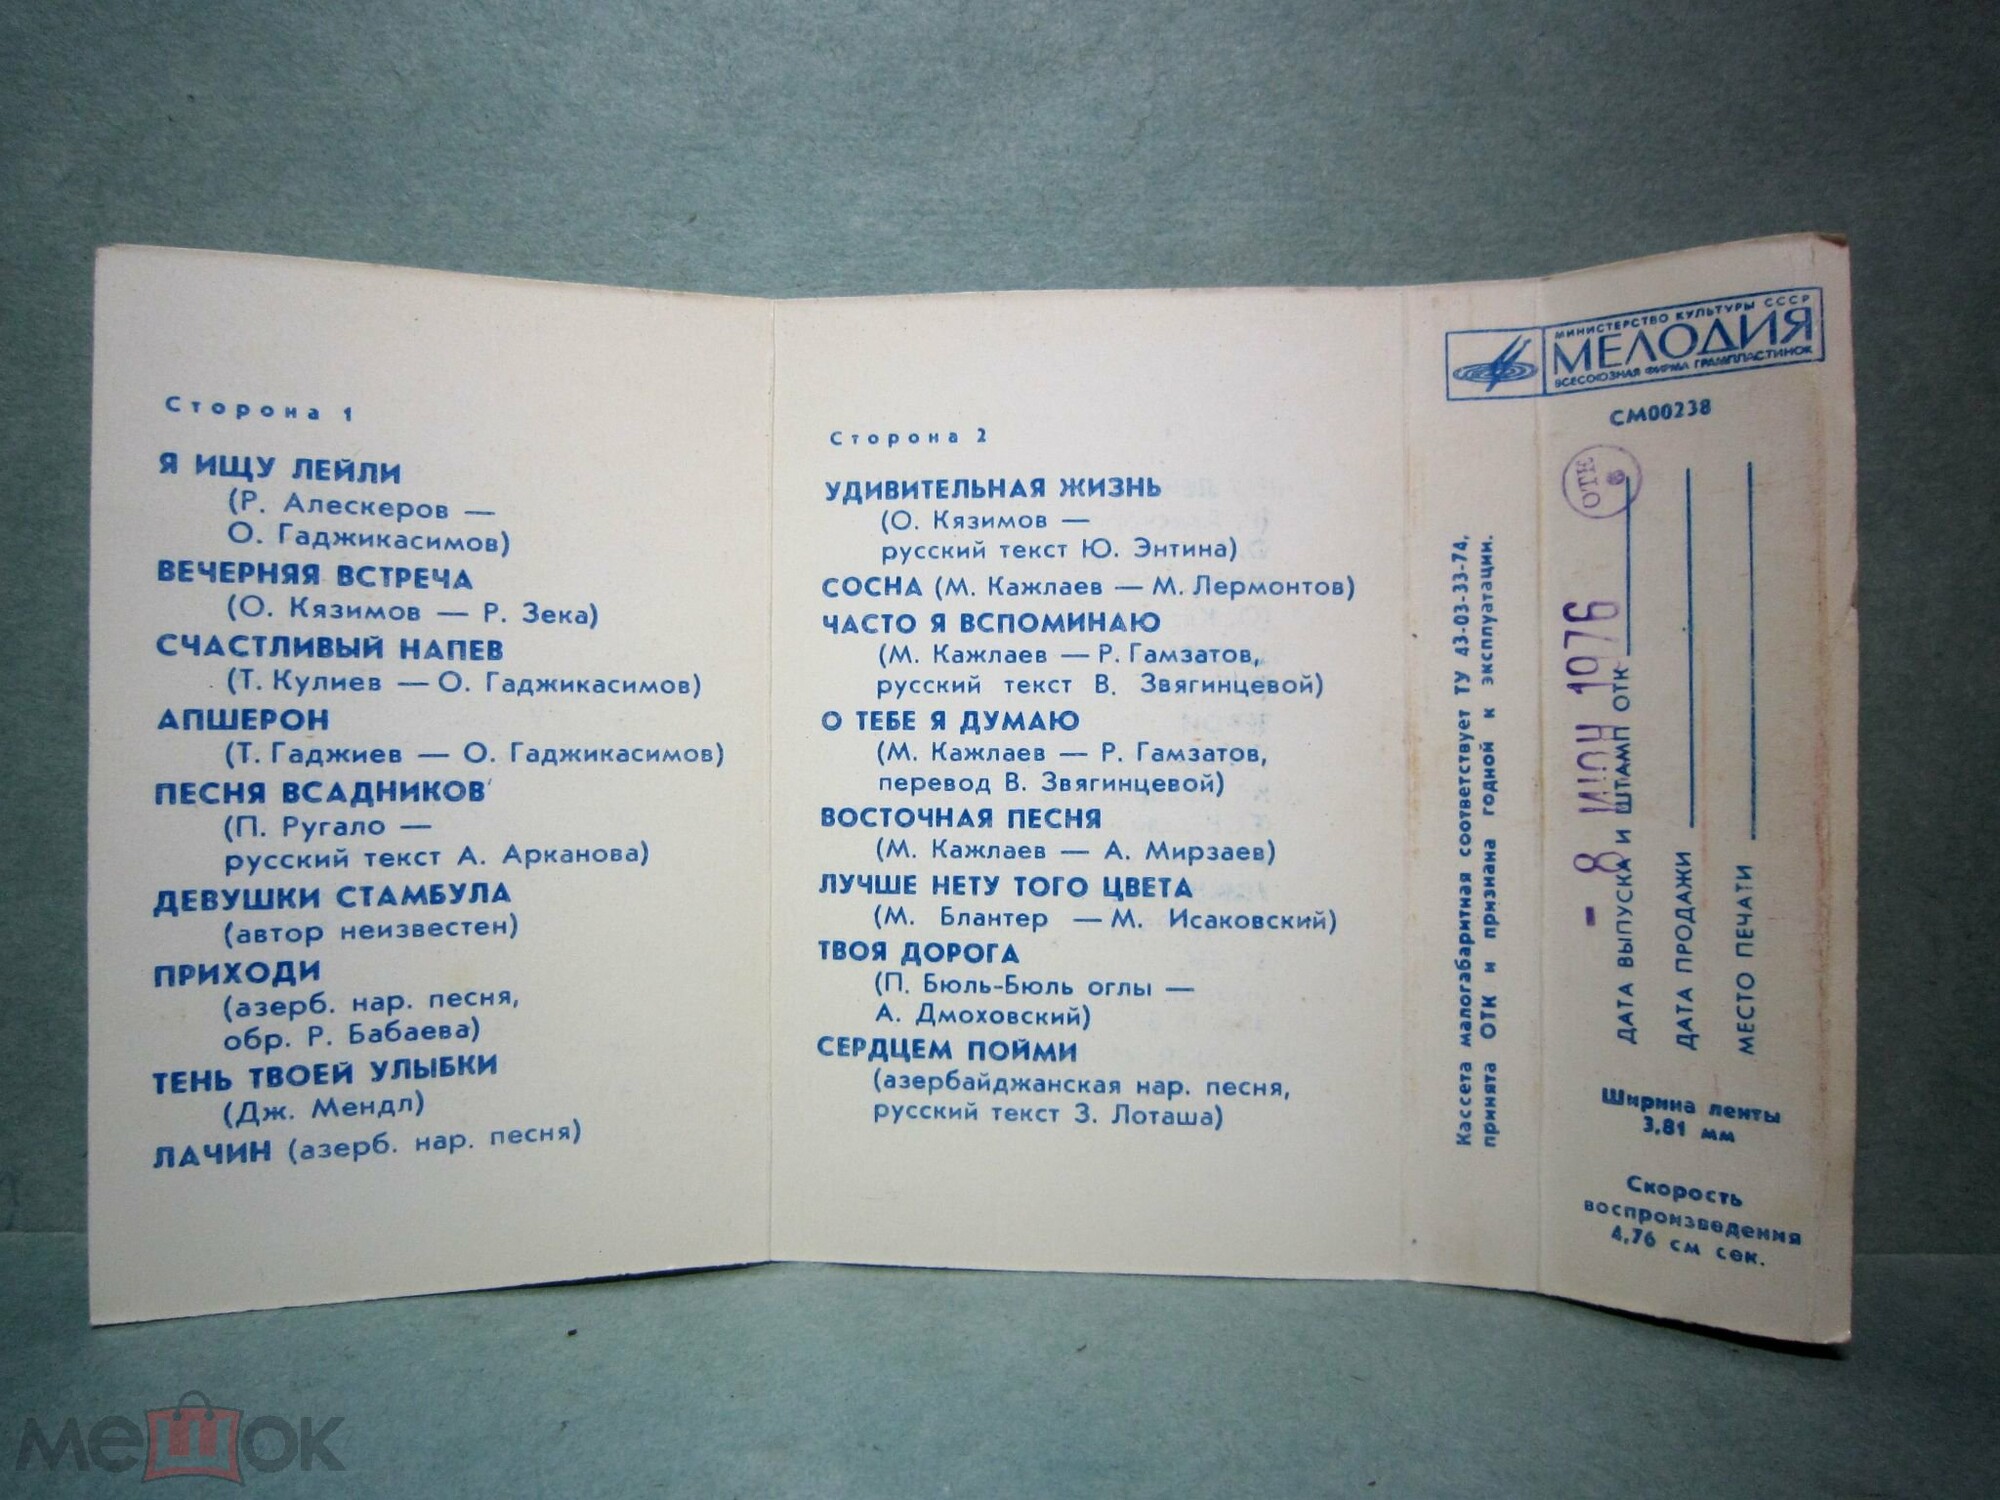 Сторона 1
Я ИЩУ ЛЕЙЛИ
(Р. Алескеров —
О. Гаджикасимов)
ВЕЧЕРНЯЯ ВСТРЕЧА
(О. Кязимов — Р. Зека)
СЧАСТЛИВЫЙ НАПЕВ
(Т. Кулиев — О. Гаджикасимов)
АПШЕРОН
(Т. Гаджиев — О. Гаджикасимов)
ПЕСНЯ ВСАДНИКОВ
(П. Ругало —
русский текст А. Арканова)
ДЕВУШКИ СТАМБУЛА
(автор неизвестен)
ПРИХОДИ
(азерб. нар. песня,
обр. Р. Бабаева)
ТЕНЬ ТВОЕЙ УЛЫБКИ
(Дж. Мендл)
ЛАЧИН (азерб. нар. песня)
Сторона 2
УДИВИТЕЛЬНАЯ ЖИЗНЬ
(О. Кязимов —
русский текст Ю. Энтина)
СОСНА (М. Кажлаев — М. Лермонтов)
ЧАСТО Я ВСПОМИНАЮ
(М. Кажлаев — Р. Гамзатов,
русский текст В. Звягинцевой)
О ТЕБЕ Я ДУМАЮ
(М. Кажлаев — Р. Гамзатов,
перевод В. Звягинцевой)
ВОСТОЧНАЯ ПЕСНЯ
(М. Кажлаев — А. Мирзаев)
ЛУЧШЕ НЕТУ ТОГО ЦВЕТА
(М. Блантер — М. Исаковский)
ТВОЯ ДОРОГА
(П. Бюль-Бюль оглы —
А. Дмоховский)
СЕРДЦЕМ ПОЙМИ
(азербайджанская нар. песня,
русский текст З. Лоташа)
Кассета малогабаритная соответствует ТУ 43-03-33-74,
принята ОТК и признана годной к эксплуатации.
МИНИСТЕРСТВО КУЛЬТУРЫ СССР
МЕЛОДИЯ
ВСЕСОЮЗНАЯ ФИРМА ГРАМПЛАСТИНОК
СМ00238
ОТК
6
- 8 ИЮН 1976
ДАТА ВЫПУСКА И ШТАМП ОТК
ДАТА ПРОДАЖИ
МЕСТО ПЕЧАТИ
Ширина ленты
3,81 мм
Скорость
воспроизведения
4,76 см сек.
мешок